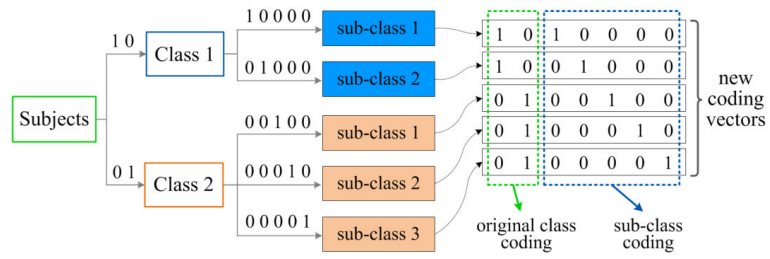 1 0 0 0 0
sub-class 1
1 0 1 0 0 0 0
1 0
Class 1
0 1 0 0 0
sub-class 2
1 0 0 1 0 0 0
new
coding
vectors
Subjects
0 0 1 0 0
sub-class 1
0 1 0 0 1 0 0
0 1
Class 2
0 0 0 1 0
sub-class 2
0 1 0 0 0 1 0
0 0 0 0 1
sub-class 3
0 1 0 0 0 0 1
original class
coding
sub-class
coding